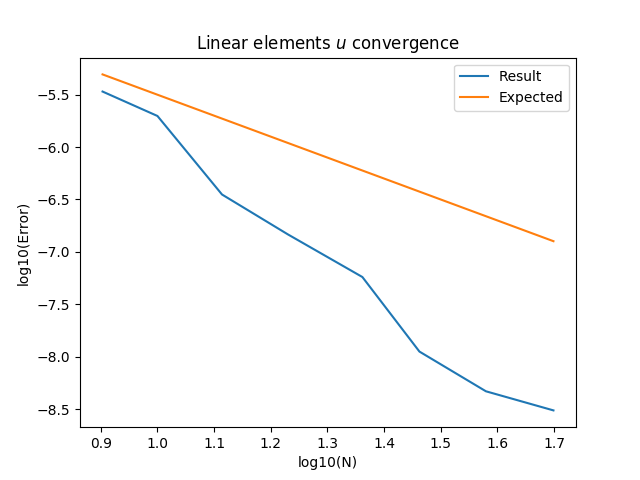 Linear elements u convergence
Result
Expected
log10(Error)
−5.5
−6.0
−6.5
−7.0
−7.5
−8.0
−8.5
0.9 1.0 1.1 1.2 1.3 1.4 1.5 1.6 1.7
log10(N)